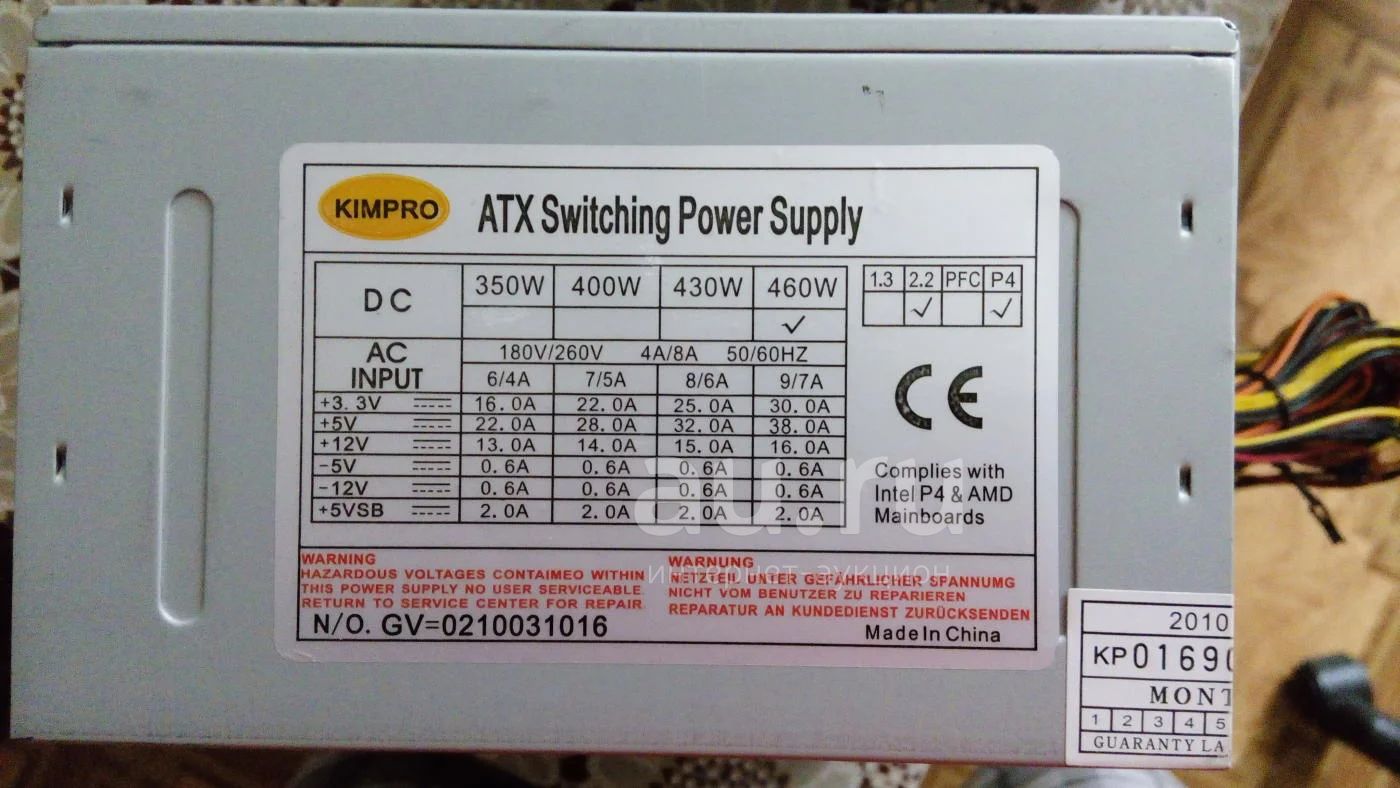 KIMPRO
ATX Switching Power Supply
DC 350W 400W 430W 460W
✓
1.3 2.2 PFC P4
✓ ✓
AC INPUT 180V/260V 4A/8A 50/60HZ
6/4A 7/5A 8/6A 9/7A
+3.3V 16.0A 22.0A 25.0A 30.0A
+5V 22.0A 28.0A 32.0A 38.0A
+12V 13.0A 14.0A 15.0A 16.0A
-5V 0.6A 0.6A 0.6A 0.6A
-12V 0.6A 0.6A 0.6A 0.6A
+5VSB 2.0A 2.0A 2.0A 2.0A
CE
Complies with
Intel P4 & AMD
Mainboards
au.ru
интернет-аукцион
WARNING
HAZARDOUS VOLTAGES CONTAIMEO WITHIN
THIS POWER SUPPLY NO USER SERVICEABLE
RETURN TO SERVICE CENTER FOR REPAIR
WARNUNG
NETZTEIL UNTER GEFÄHRLICHER SPANNUMG
NICHT VOM BENUTZER ZU REPARIEREN
REPARATUR AN KUNDEDIENST ZURÜCKSENDEN
N/O. GV=0210031016
Made In China
2010
KP0169
MONT
1 2 3 4 5
GUARANTY LA